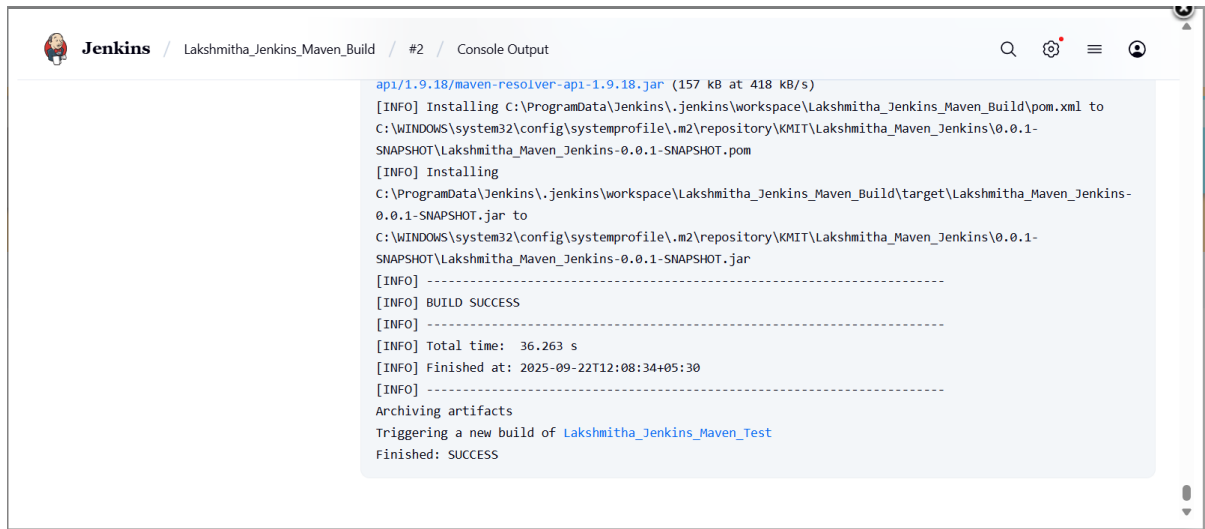 Jenkins / Lakshmitha_Jenkins_Maven_Build / #2 / Console Output
api/1.9.18/maven-resolver-api-1.9.18.jar (157 kB at 418 kB/s)
[INFO] Installing C:\ProgramData\Jenkins\.jenkins\workspace\Lakshmitha_Jenkins_Maven_Build\pom.xml to
C:\WINDOWS\system32\config\systemprofile\.m2\repository\KMIT\Lakshmitha_Maven_Jenkins\0.0.1-
SNAPSHOT\Lakshmitha_Maven_Jenkins-0.0.1-SNAPSHOT.pom
[INFO] Installing
C:\ProgramData\Jenkins\.jenkins\workspace\Lakshmitha_Jenkins_Maven_Build\target\Lakshmitha_Maven_Jenkins-
0.0.1-SNAPSHOT.jar to
C:\WINDOWS\system32\config\systemprofile\.m2\repository\KMIT\Lakshmitha_Maven_Jenkins\0.0.1-
SNAPSHOT\Lakshmitha_Maven_Jenkins-0.0.1-SNAPSHOT.jar
[INFO] ------------------------------------------------------------------------
[INFO] BUILD SUCCESS
[INFO] ------------------------------------------------------------------------
[INFO] Total time:  36.263 s
[INFO] Finished at: 2025-09-22T12:08:34+05:30
[INFO] ------------------------------------------------------------------------
Archiving artifacts
Triggering a new build of Lakshmitha_Jenkins_Maven_Test
Finished: SUCCESS